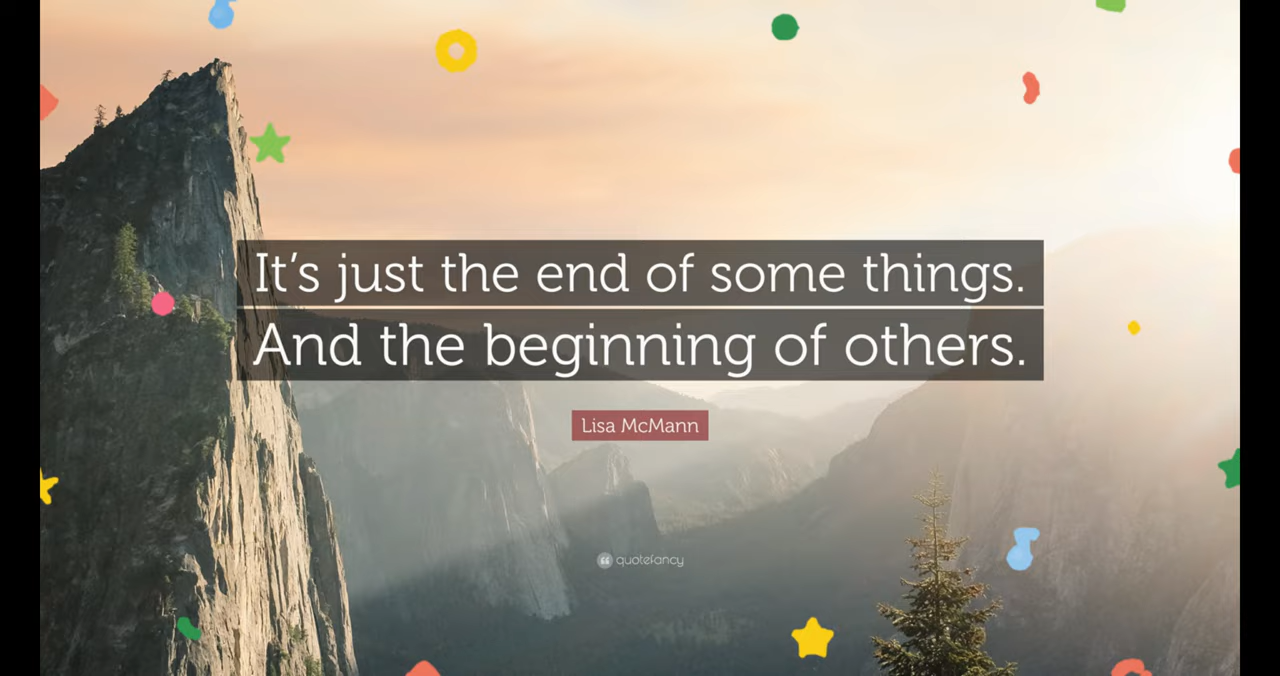 It’s just the end of some things.
And the beginning of others.
Lisa McMann
quotefancy